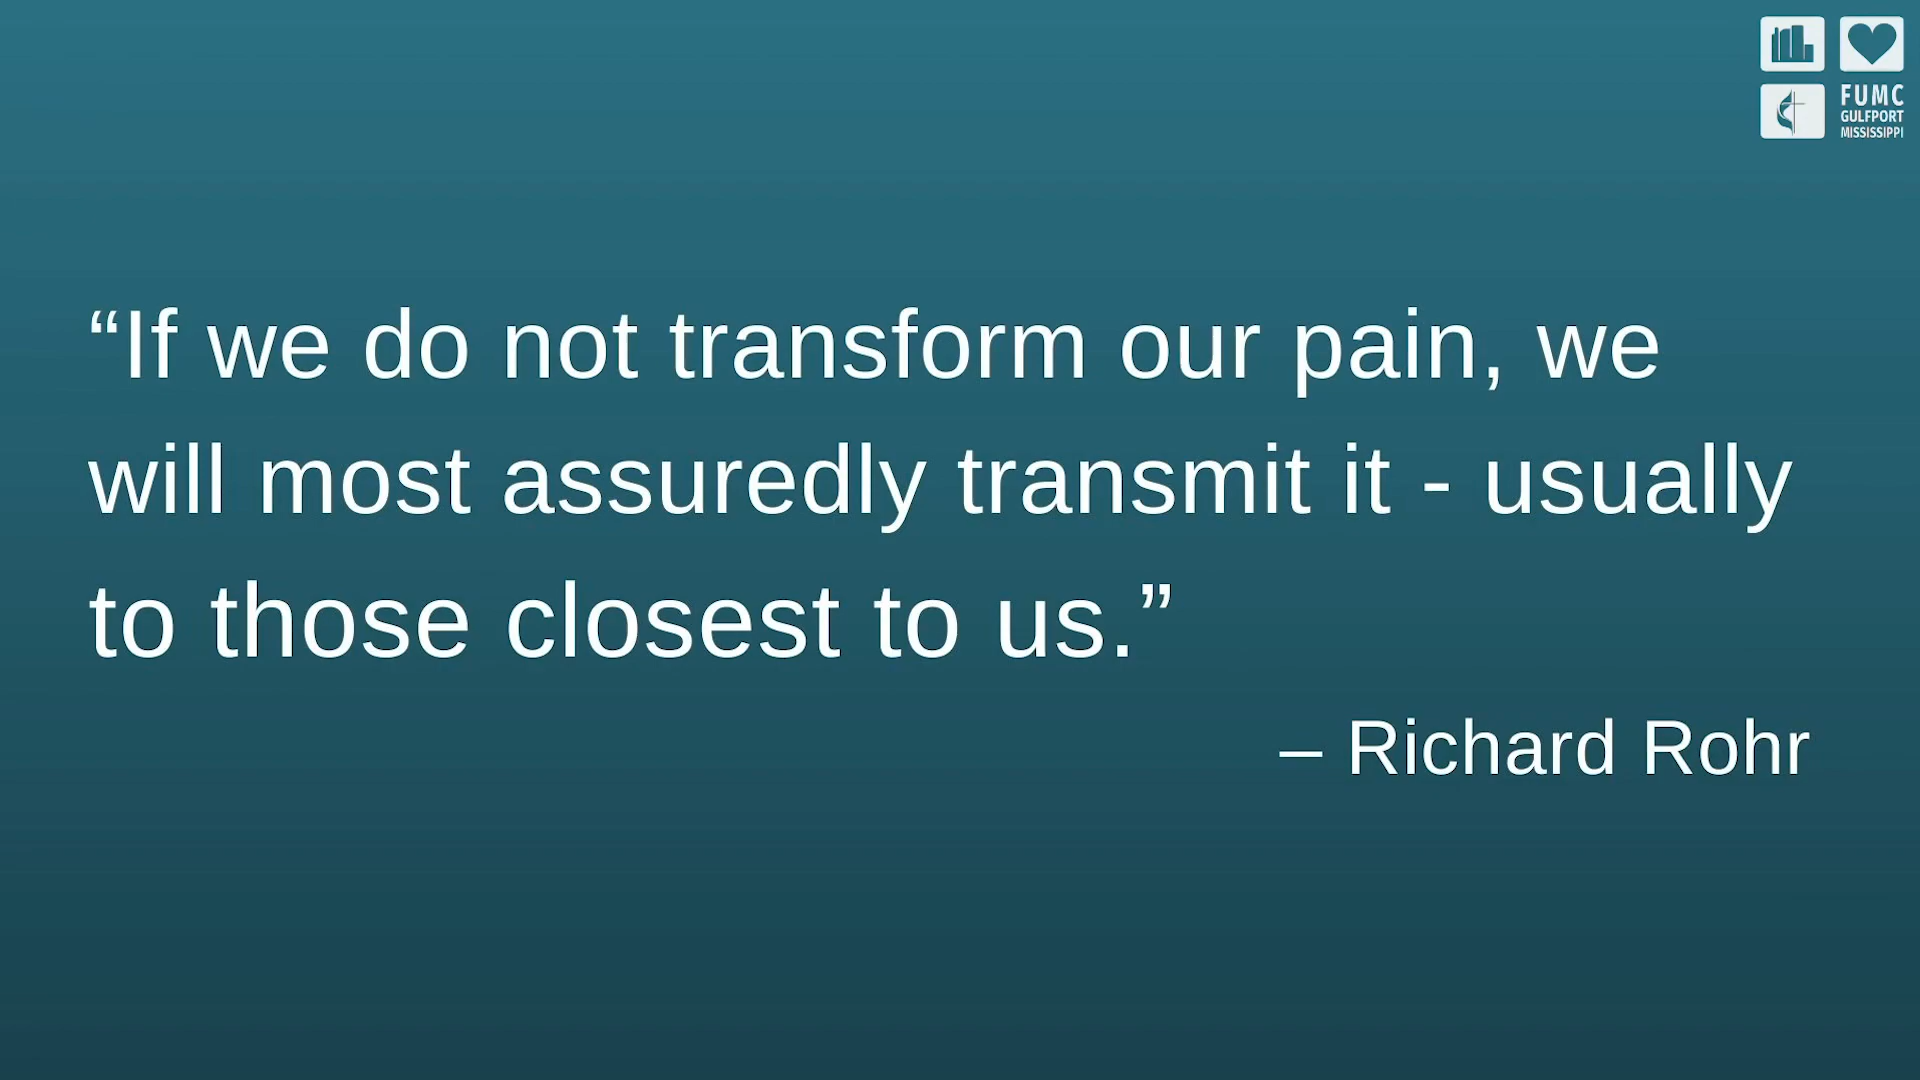 FUMC
GULFPORT
MISSISSIPPI
“If we do not transform our pain, we
will most assuredly transmit it - usually
to those closest to us.”
– Richard Rohr